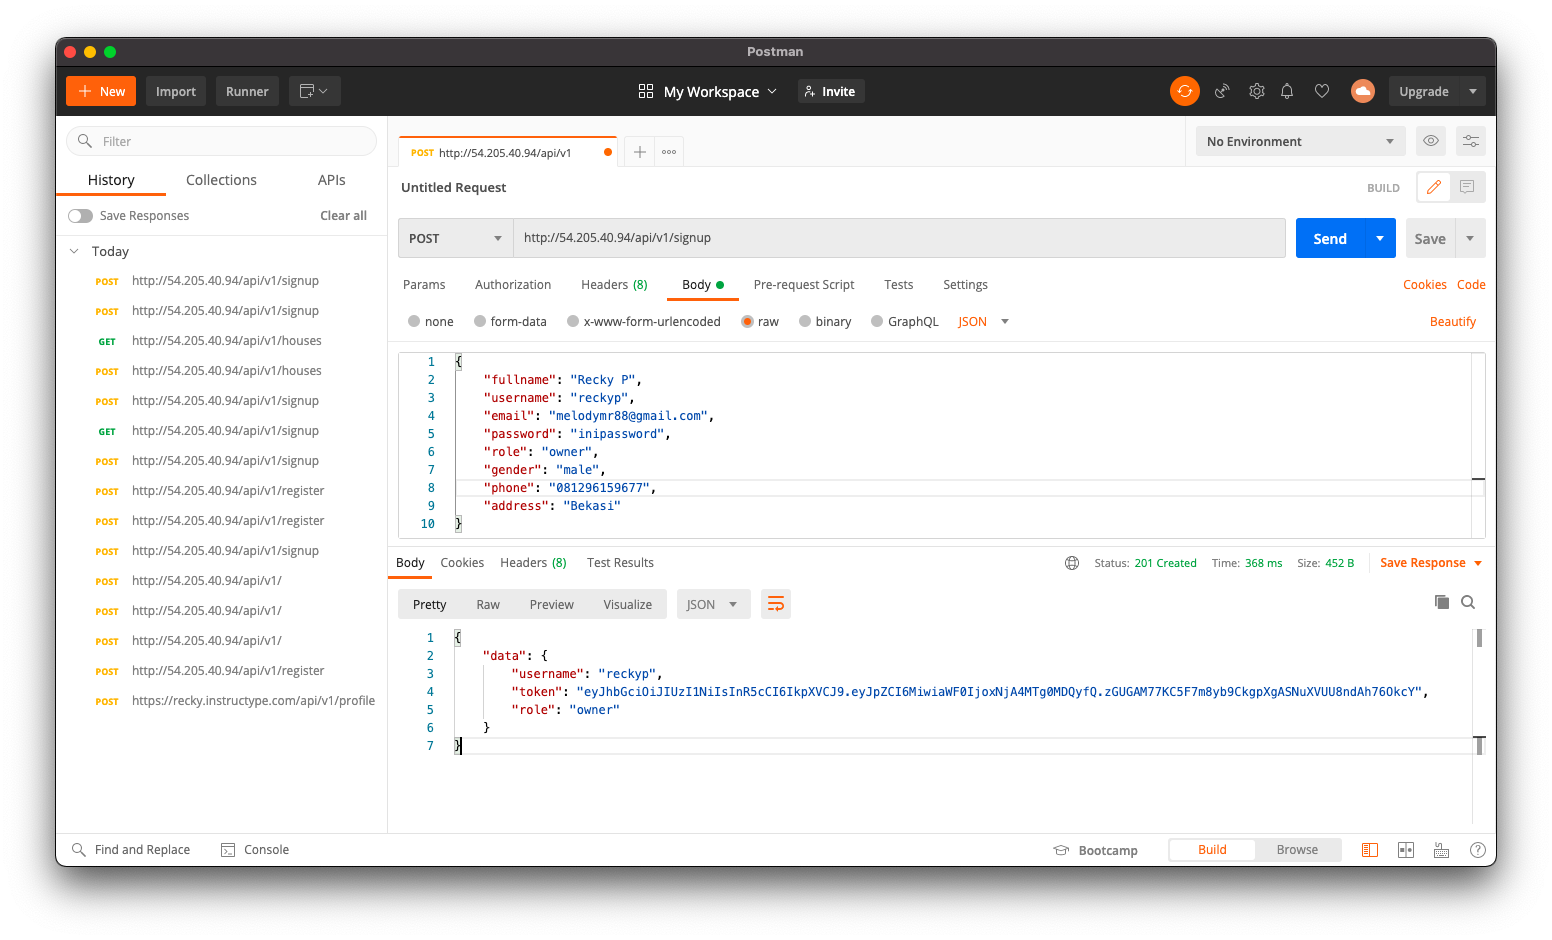 Postman
New
Import
Runner
My Workspace
Invite
Upgrade
Filter
History
Collections
APIs
Save Responses
Clear all
Today
POST http://54.205.40.94/api/v1/signup
POST http://54.205.40.94/api/v1/signup
GET http://54.205.40.94/api/v1/houses
POST http://54.205.40.94/api/v1/houses
POST http://54.205.40.94/api/v1/signup
GET http://54.205.40.94/api/v1/signup
POST http://54.205.40.94/api/v1/signup
POST http://54.205.40.94/api/v1/register
POST http://54.205.40.94/api/v1/register
POST http://54.205.40.94/api/v1/signup
POST http://54.205.40.94/api/v1/
POST http://54.205.40.94/api/v1/
POST http://54.205.40.94/api/v1/
POST http://54.205.40.94/api/v1/register
POST https://recky.instructype.com/api/v1/profile
POST http://54.205.40.94/api/v1
No Environment
Untitled Request
BUILD
POST
http://54.205.40.94/api/v1/signup
Send
Save
Params
Authorization
Headers (8)
Body
Pre-request Script
Tests
Settings
Cookies
Code
none
form-data
x-www-form-urlencoded
raw
binary
GraphQL
JSON
Beautify
1 {
2 "fullname": "Recky P",
3 "username": "reckyp",
4 "email": "melodymr88@gmail.com",
5 "password": "inipassword",
6 "role": "owner",
7 "gender": "male",
8 "phone": "081296159677",
9 "address": "Bekasi"
10 }
Body
Cookies
Headers (8)
Test Results
Status: 201 Created
Time: 368 ms
Size: 452 B
Save Response
Pretty
Raw
Preview
Visualize
JSON
1 {
2 "data": {
3 "username": "reckyp",
4 "token": "eyJhbGciOiJIUzI1NiIsInR5cCI6IkpXVCJ9.eyJpZCI6MiwiaWF0IjoxNjA4MTg0MDQyfQ.zGUGAM77KC5F7m8yb9CkgpXgASNuXVUU8ndAh76OkcY",
5 "role": "owner"
6 }
7 }
Find and Replace
Console
Bootcamp
Build
Browse